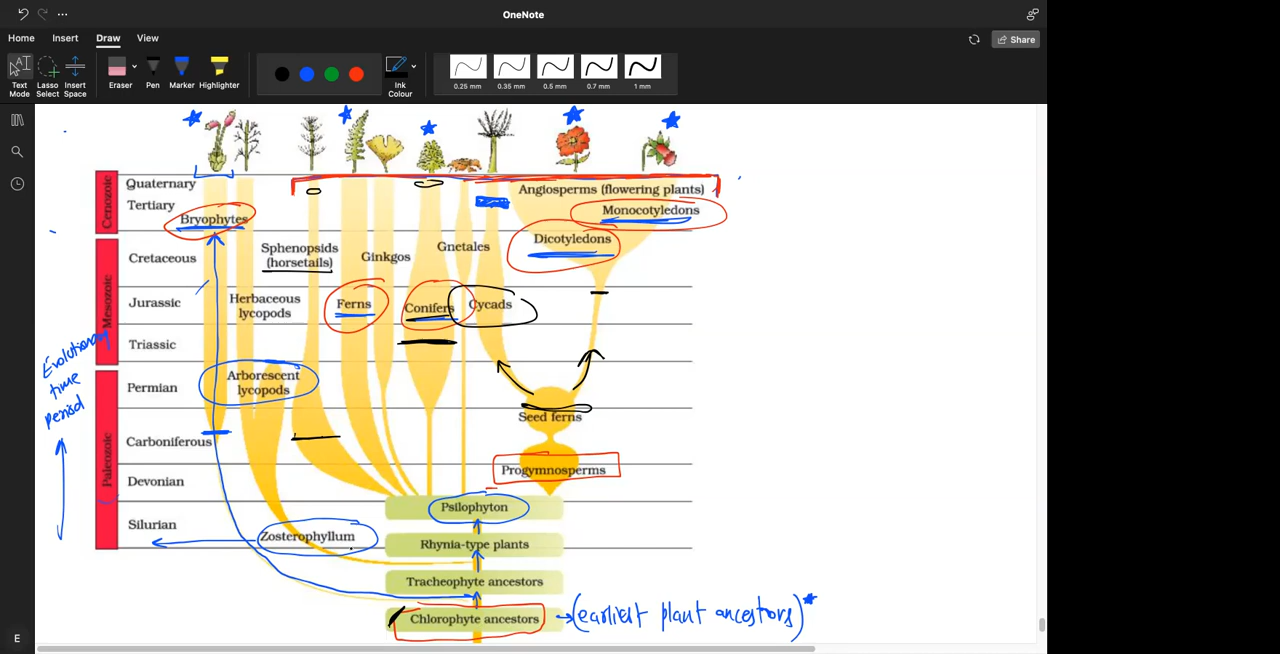 OneNote
Home Insert Draw View
Share
Text Mode
Lasso Select
Insert Space
Eraser
Pen
Marker
Highlighter
Ink Colour
0.25 mm
0.35 mm
0.5 mm
0.7 mm
1 mm
Cenozoic
Quaternary
Tertiary
Angiosperms (flowering plants)
Monocotyledons
Bryophytes
Dicotyledons
Mesozoic
Cretaceous
Sphenopsids
(horsetails)
Ginkgos
Gnetales
Jurassic
Herbaceous
lycopods
Ferns
Conifers
Cycads
Triassic
Evolutionary
time
period
Paleozoic
Permian
Arborescent
lycopods
Seed ferns
Carboniferous
Progymnosperms
Devonian
Psilophyton
Silurian
Zosterophyllum
Rhynia-type plants
Tracheophyte ancestors
Chlorophyte ancestors
(earliest plant ancestors)
E